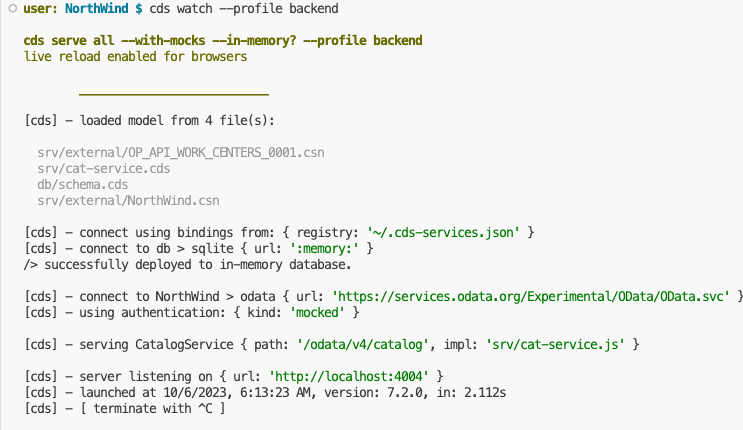 user: NorthWind $ cds watch --profile backend
cds serve all --with-mocks --in-memory? --profile backend
live reload enabled for browsers
___________________________
[cds] - loaded model from 4 file(s):
srv/external/OP_API_WORK_CENTERS_0001.csn
srv/cat-service.cds
db/schema.cds
srv/external/NorthWind.csn
[cds] - connect using bindings from: { registry: '~/.cds-services.json' }
[cds] - connect to db > sqlite { url: ':memory:' }
/> successfully deployed to in-memory database.
[cds] - connect to NorthWind > odata { url: 'https://services.odata.org/Experimental/OData/OData.svc' }
[cds] - using authentication: { kind: 'mocked' }
[cds] - serving CatalogService { path: '/odata/v4/catalog', impl: 'srv/cat-service.js' }
[cds] - server listening on { url: 'http://localhost:4004' }
[cds] - launched at 10/6/2023, 6:13:23 AM, version: 7.2.0, in: 2.112s
[cds] - [ terminate with ^C ]